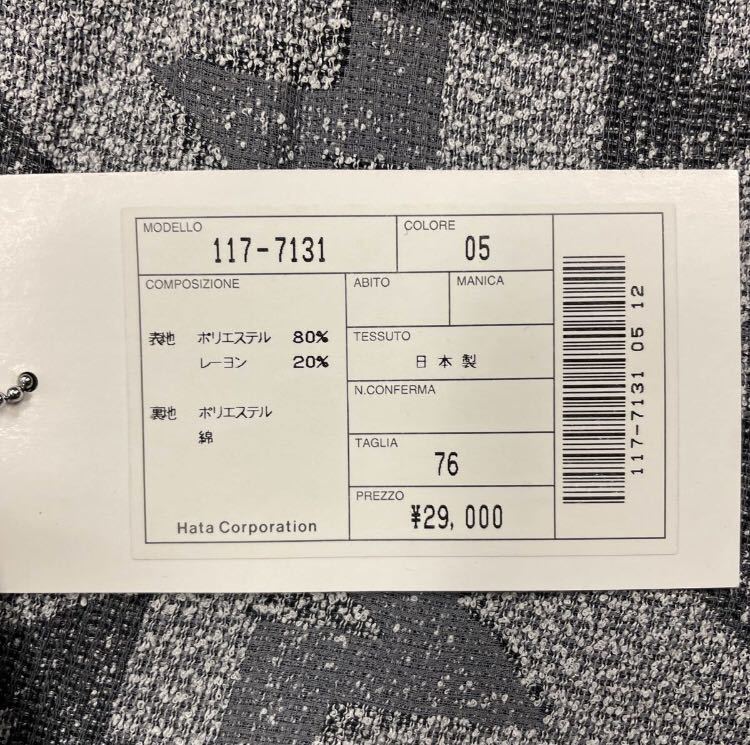 MODELLO
117-7131
COLORE
05
COMPOSIZIONE
表地 ポリエステル 80%
レーヨン 20%
裏地 ポリエステル
綿
Hata Corporation
ABITO
MANICA
TESSUTO
日本製
N.CONFERMA
TAGLIA
76
PREZZO
¥29,000
117-7131 05 12